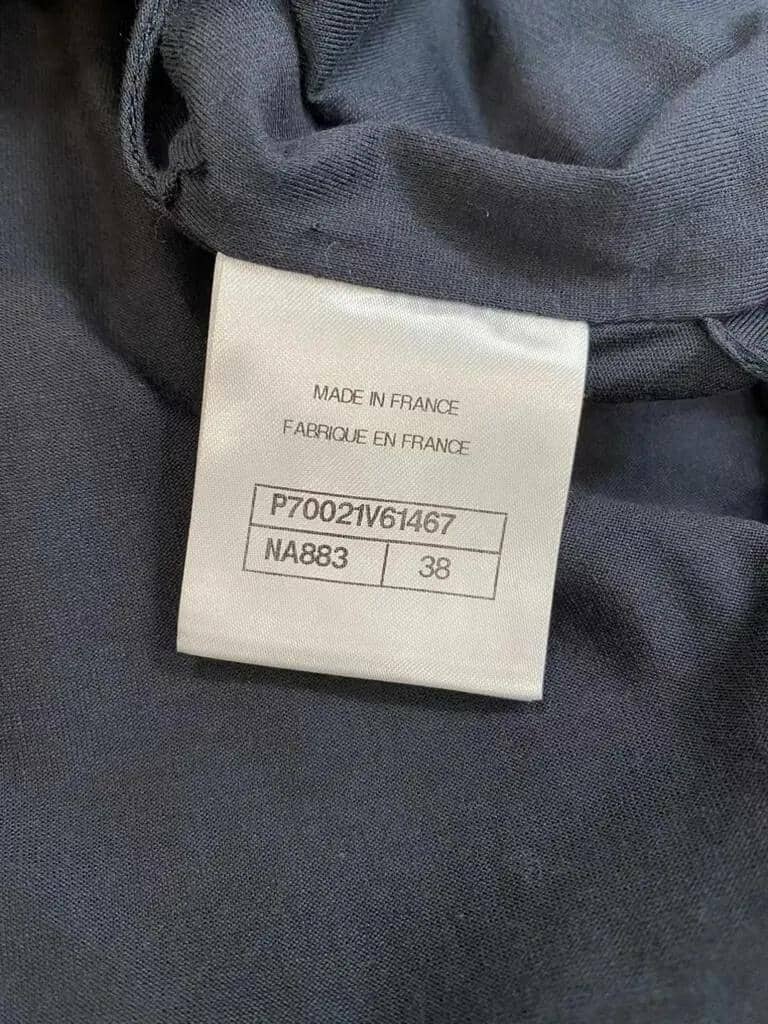 MADE IN FRANCE
FABRIQUE EN FRANCE
P70021V61467
NA883 38